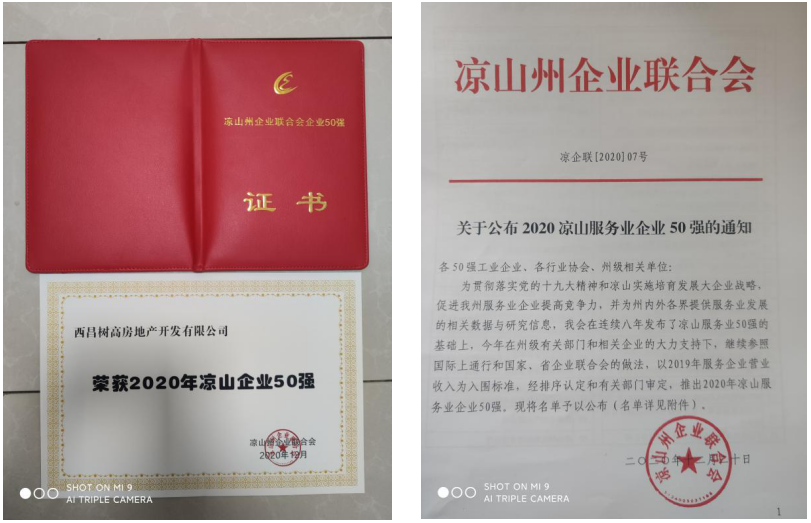 凉山州企业联合会企业50强
证书
西昌树高房地产开发有限公司
荣获2020年凉山企业50强
凉山州企业联合会
2020年12月
SHOT ON MI 9
AI TRIPLE CAMERA
凉山州企业联合会
凉企联[2020]07号
关于公布 2020 凉山服务业企业 50 强的通知
各50强工业企业、各行业协会、州级相关单位:
为贯彻落实党的十九大精神和凉山实施培育发展大企业战略,
促进我州服务业企业提高竞争力,并为州内外各界提供服务业发展
的相关数据与研究信息,我会在连续八年发布了凉山服务业50强的
基础上,今年在州级有关部门和相关企业的大力支持下,继续参照
国际上通行和国家、省企业联合会的做法,以2019年服务企业营业
收入为入围标准,经排序认定和有关部门审定,推出2020年凉山服
务业企业50强。现将名单予以公布(名单详见附件)。
凉山州企业联合会
二〇二〇年十二月二十日
SHOT ON MI 9
AI TRIPLE CAMERA
1